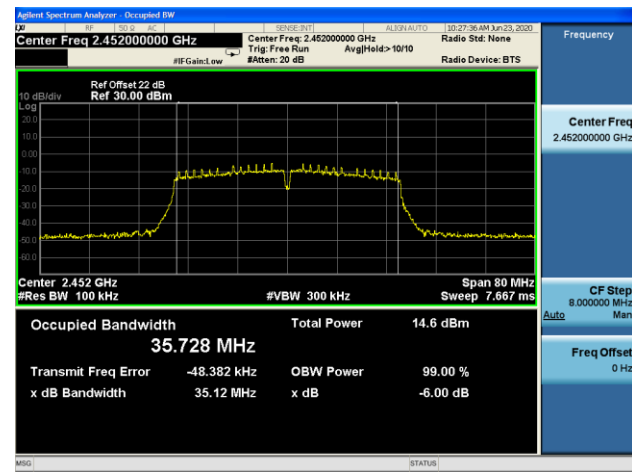 Agilent Spectrum Analyzer - Occupied BW
RF 50 Ω AC SENSE:INT ALIGN AUTO 10:27:36 AM Jun 23, 2020
Center Freq 2.452000000 GHz
Center Freq: 2.452000000 GHz
Radio Std: None
Trig: Free Run Avg|Hold:> 10/10
#IFGain:Low #Atten: 20 dB Radio Device: BTS
Ref Offset 22 dB
10 dB/div Ref 30.00 dBm
Log
20.0
10.0
0.00
-10.0
-20.0
-30.0
-40.0
-50.0
-60.0
Center 2.452 GHz Span 80 MHz
#Res BW 100 kHz #VBW 300 kHz Sweep 7.667 ms
Occupied Bandwidth Total Power 14.6 dBm
35.728 MHz
Transmit Freq Error -48.382 kHz OBW Power 99.00 %
x dB Bandwidth 35.12 MHz x dB -6.00 dB
MSG STATUS
Frequency
Center Freq
2.452000000 GHz
CF Step
8.000000 MHz
Auto Man
Freq Offset
0 Hz